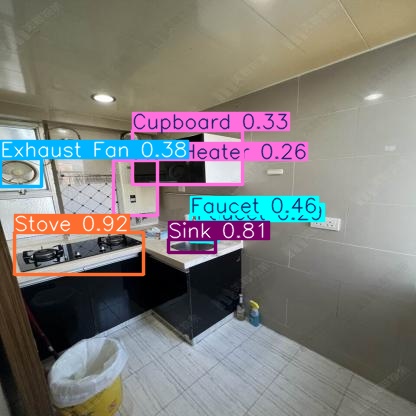 Cupboard 0.33
Exhaust Fan 0.38
Heater 0.26
Faucet 0.46
Stove 0.92
Sink 0.81